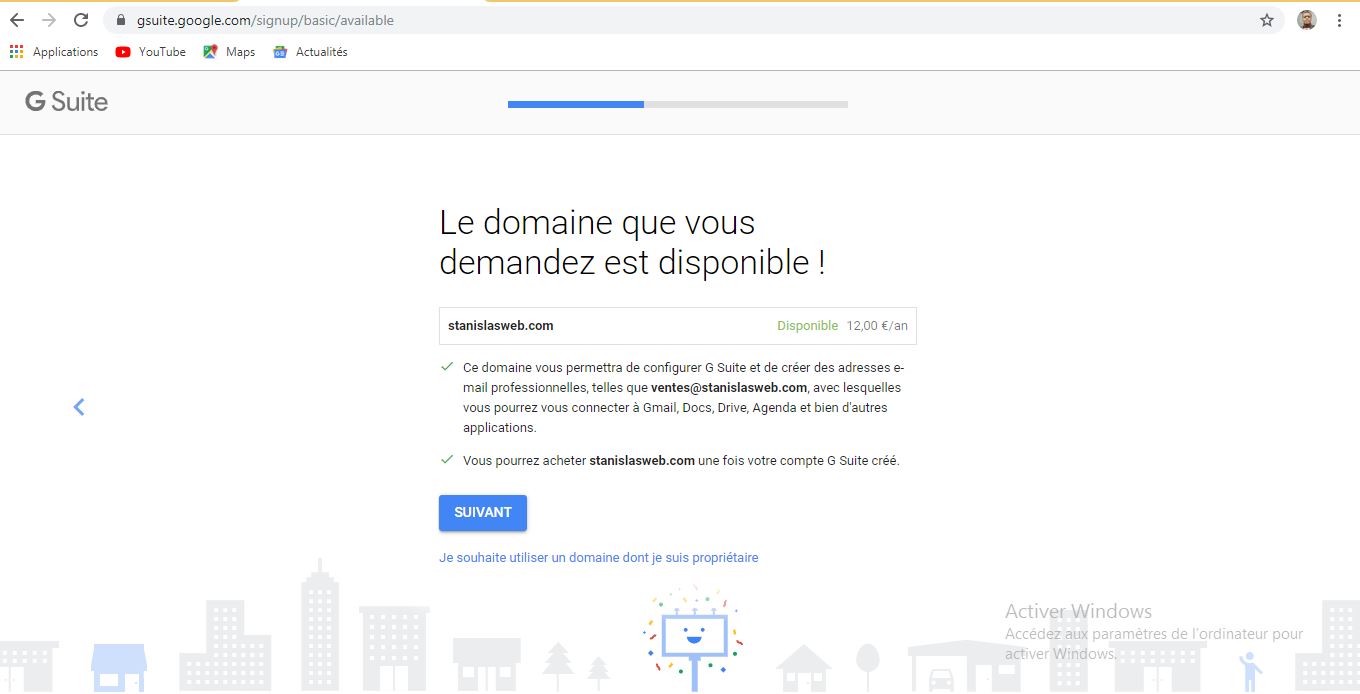 gsuite.google.com/signup/basic/available
Applications YouTube Maps Actualités
G Suite
Le domaine que vous
demandez est disponible !
stanislasweb.com Disponible 12,00 €/an
Ce domaine vous permettra de configurer G Suite et de créer des adresses e-
mail professionnelles, telles que ventes@stanislasweb.com, avec lesquelles
vous pourrez vous connecter à Gmail, Docs, Drive, Agenda et bien d'autres
applications.
Vous pourrez acheter stanislasweb.com une fois votre compte G Suite créé.
SUIVANT
Je souhaite utiliser un domaine dont je suis propriétaire
Activer Windows
Accédez aux paramètres de l'ordinateur pour
activer Windows.